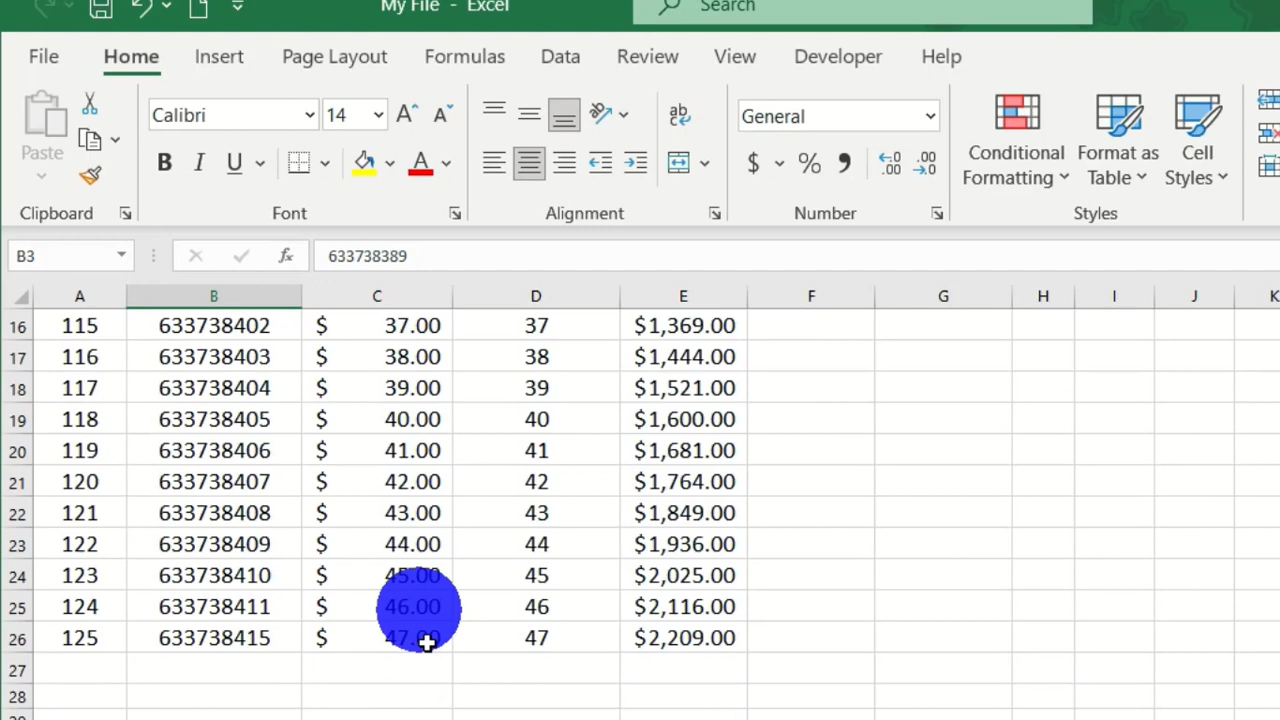 My File - Excel
Search
File Home Insert Page Layout Formulas Data Review View Developer Help
Calibri 14 General
Paste B I U A $ % Conditional Formatting Format as Table Cell Styles
Clipboard Font Alignment Number Styles
B3 fx 633738389
A B C D E F G H I J K
16 115 633738402 $ 37.00 37 $1,369.00
17 116 633738403 $ 38.00 38 $1,444.00
18 117 633738404 $ 39.00 39 $1,521.00
19 118 633738405 $ 40.00 40 $1,600.00
20 119 633738406 $ 41.00 41 $1,681.00
21 120 633738407 $ 42.00 42 $1,764.00
22 121 633738408 $ 43.00 43 $1,849.00
23 122 633738409 $ 44.00 44 $1,936.00
24 123 633738410 $ 45.00 45 $2,025.00
25 124 633738411 $ 46.00 46 $2,116.00
26 125 633738415 $ 47.00 47 $2,209.00
27
28